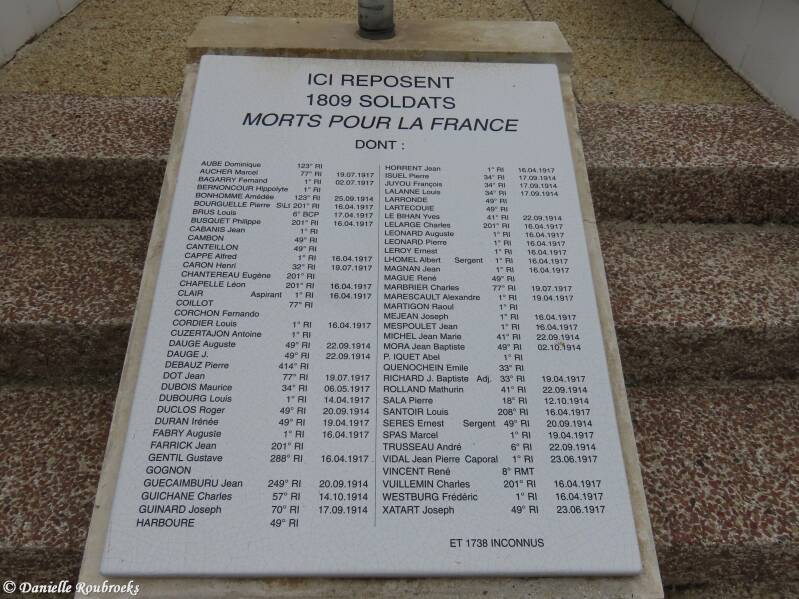 ICI REPOSENT
1809 SOLDATS
MORTS POUR LA FRANCE
DONT :
AUBE Dominique 123° RI
AUCHER Marcel 77° RI 19.07.1917
BAGARRY Fernand 1° RI 02.07.1917
BERNONCOUR Hippolyte 1° RI
BONHOMME Amédée 123° RI 25.09.1914
BOURGUELLE Pierre S/Lt 201° RI 16.04.1917
BRUS Louis 6° BCP 17.04.1917
BUSQUET Philippe 201° RI 16.04.1917
CABANIS Jean 1° RI
CAMBON 49° RI
CANTEILLON 49° RI
CAPPE Alfred 1° RI 16.04.1917
CARON Henri 32° RI 19.07.1917
CHANTEREAU Eugène 201° RI
CHAPELLE Léon 201° RI 16.04.1917
CLAIR Aspirant 1° RI 16.04.1917
COILLOT 77° RI
CORCHON Fernando
CORDIER Louis 1° RI 16.04.1917
CUZERTAJON Antoine 1° RI
DAUGE Auguste 49° RI 22.09.1914
DAUGE J. 49° RI 22.09.1914
DEBAUZ Pierre 414° RI
DOT Jean 77° RI 19.07.1917
DUBOIS Maurice 34° RI 06.05.1917
DUBOURG Louis 1° RI 14.04.1917
DUCLOS Roger 49° RI 20.09.1914
DURAN Irénée 49° RI 19.04.1917
FABRY Auguste 1° RI 16.04.1917
FARRICK Jean 201° RI
GENTIL Gustave 288° RI 16.04.1917
GOGNON
GUECAIMBURU Jean 249° RI 20.09.1914
GUICHANE Charles 57° RI 14.10.1914
GUINARD Joseph 70° RI 17.09.1914
HARBOURE 49° RI
HORRENT Jean 1° RI 16.04.1917
ISUEL Pierre 34° RI 17.09.1914
JUYOU François 34° RI 17.09.1914
LALANNE Louis 34° RI 17.09.1914
LARRONDE 49° RI
LARTECOUIE 49° RI
LE BIHAN Yves 41° RI 22.09.1914
LELARGE Charles 201° RI 16.04.1917
LEONARD Auguste 1° RI 16.04.1917
LEONARD Pierre 1° RI 16.04.1917
LEROY Ernest 1° RI 16.04.1917
LHOMEL Albert Sergent 1° RI 16.04.1917
MAGNAN Jean 1° RI 16.04.1917
MAGUE René 49° RI
MARBRIER Charles 77° RI 19.07.1917
MARESCAULT Alexandre 1° RI 19.04.1917
MARTIGON Raoul 1° RI
MEJEAN Joseph 1° RI 16.04.1917
MESPOULET Jean 1° RI 16.04.1917
MICHEL Jean Marie 41° RI 22.09.1914
MORA Jean Baptiste 49° RI 02.10.1914
P. IQUET Abel 1° RI
QUENOCHEIN Emile 33° RI
RICHARD J. Baptiste Adj. 33° RI 19.04.1917
ROLLAND Mathurin 41° RI 22.09.1914
SALA Pierre 18° RI 12.10.1914
SANTOIR Louis 208° RI 16.04.1917
SERES Ernest Sergent 49° RI 20.09.1914
SPAS Marcel 1° RI 19.04.1917
TRUSSEAU André 6° RI 22.09.1914
VIDAL Jean Pierre Caporal 1° RI 23.06.1917
VINCENT René 8° RMT
VUILLEMIN Charles 201° RI 16.04.1917
WESTBURG Frédéric 1° RI 16.04.1917
XATART Joseph 49° RI 23.06.1917
ET 1738 INCONNUS
© Danielle Roubroeks